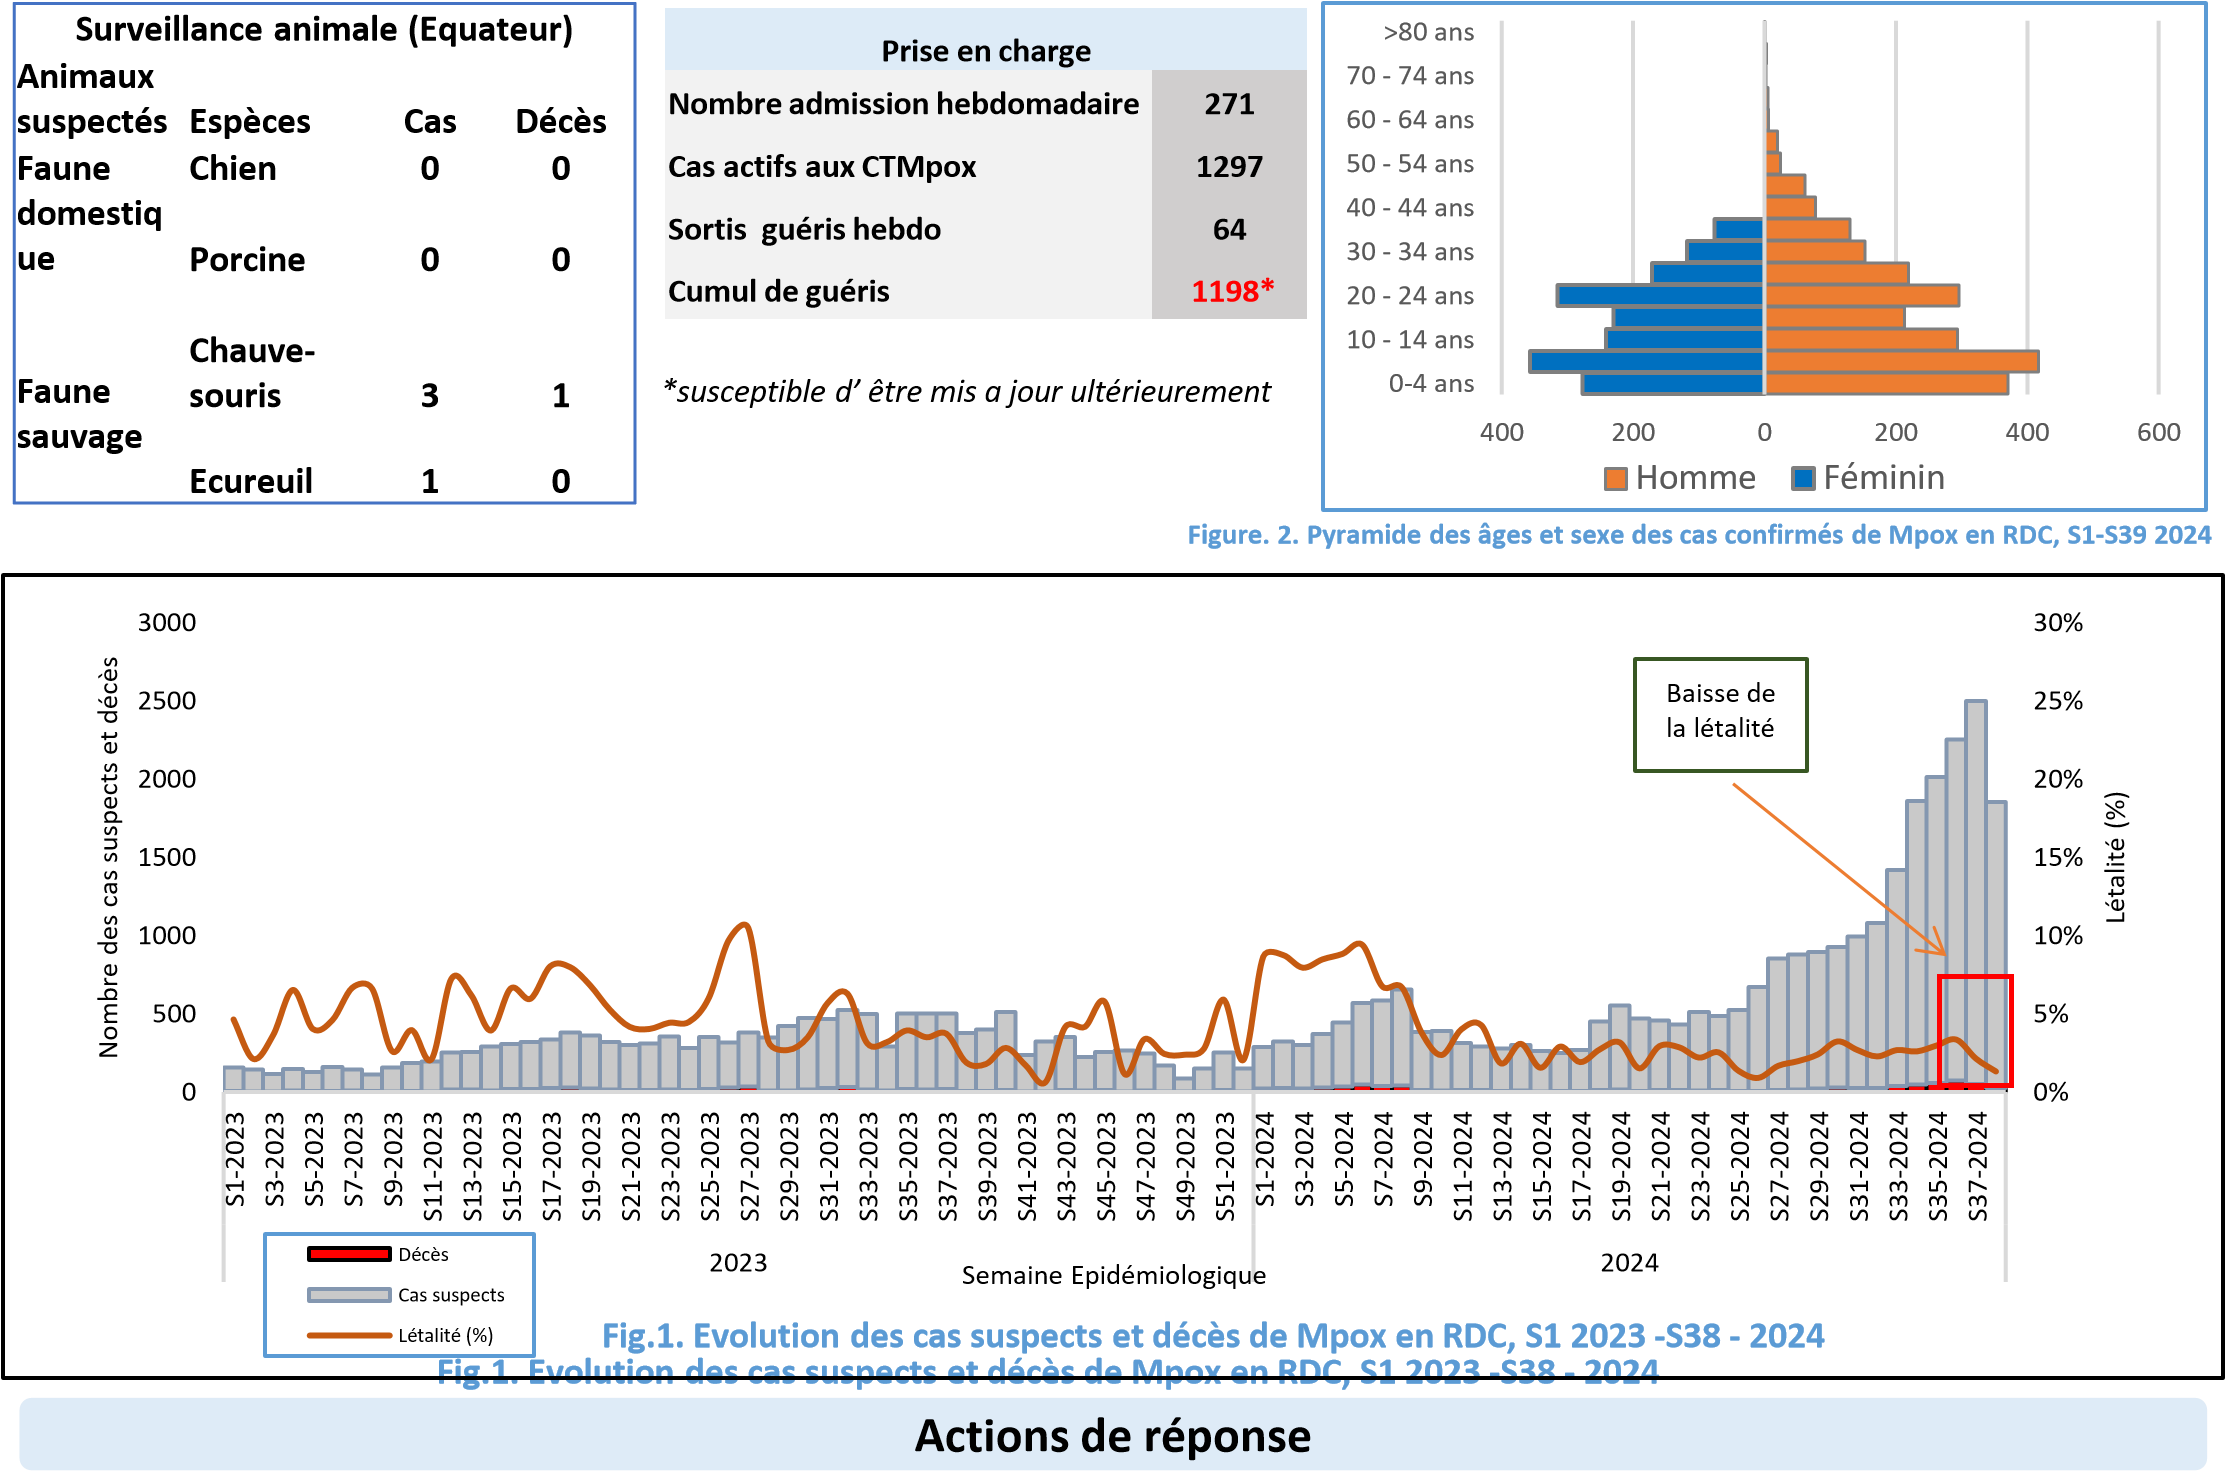 Surveillance animale (Equateur)
Animaux
suspectés Espèces Cas Décès
Faune Chien 0 0
domestiq
ue Porcine 0 0
Chauve-
Faune souris 3 1
sauvage
Ecureuil 1 0
Prise en charge
Nombre admission hebdomadaire 271
Cas actifs aux CTMpox 1297
Sortis guéris hebdo 64
Cumul de guéris 1198*
*susceptible d' être mis a jour ultérieurement
>80 ans
70 - 74 ans
60 - 64 ans
50 - 54 ans
40 - 44 ans
30 - 34 ans
20 - 24 ans
10 - 14 ans
0-4 ans
400 200 0 200 400 600
Homme Féminin
Figure. 2. Pyramide des âges et sexe des cas confirmés de Mpox en RDC, S1-S39 2024
Nombre des cas suspects et décès
3000
2500
2000
1500
1000
500
0
30%
25%
20%
15%
10%
5%
0%
Létalité (%)
Baisse de
la létalité
S1-2023
S3-2023
S5-2023
S7-2023
S9-2023
S11-2023
S13-2023
S15-2023
S17-2023
S19-2023
S21-2023
S23-2023
S25-2023
S27-2023
S29-2023
S31-2023
S33-2023
S35-2023
S37-2023
S39-2023
S41-2023
S43-2023
S45-2023
S47-2023
S49-2023
S51-2023
S1-2024
S3-2024
S5-2024
S7-2024
S9-2024
S11-2024
S13-2024
S15-2024
S17-2024
S19-2024
S21-2024
S23-2024
S25-2024
S27-2024
S29-2024
S31-2024
S33-2024
S35-2024
S37-2024
2023 2024
Semaine Epidémiologique
Décès
Cas suspects
Létalité (%)
Fig.1. Evolution des cas suspects et décès de Mpox en RDC, S1 2023 -S38 - 2024
Fig.1. Evolution des cas suspects et décès de Mpox en RDC, S1 2023 -S38 - 2024
Actions de réponse